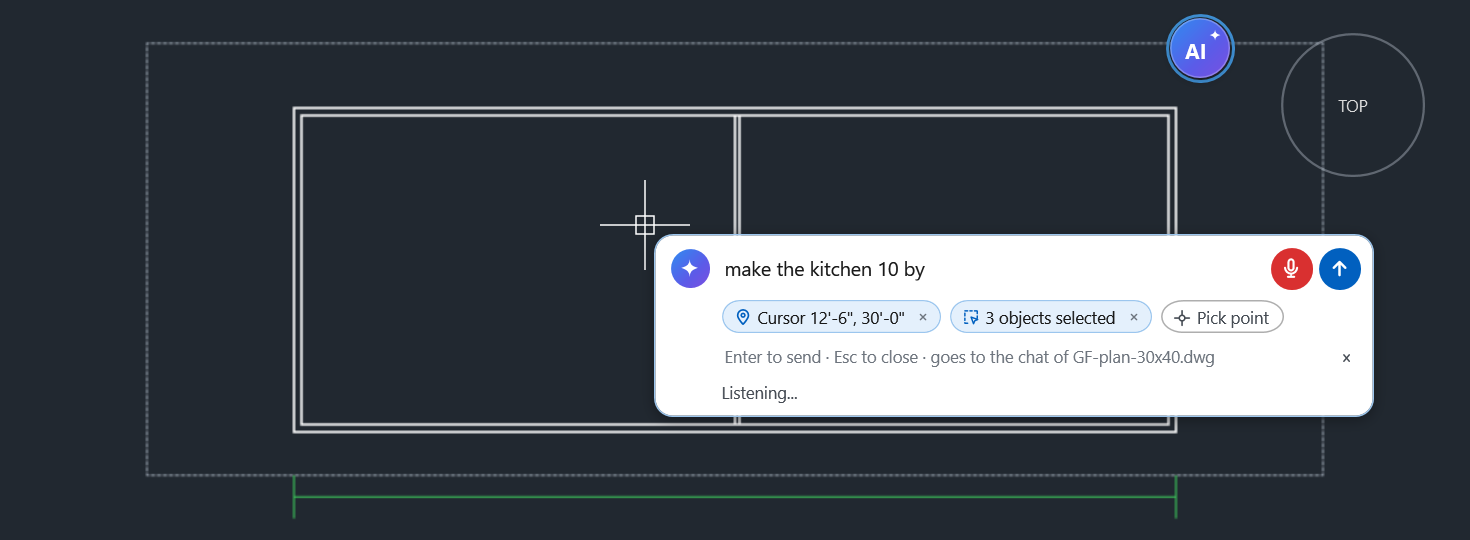 AI
TOP
make the kitchen 10 by
Cursor 12'-6", 30'-0" × 3 objects selected × Pick point
Enter to send · Esc to close · goes to the chat of GF-plan-30x40.dwg ×
Listening...